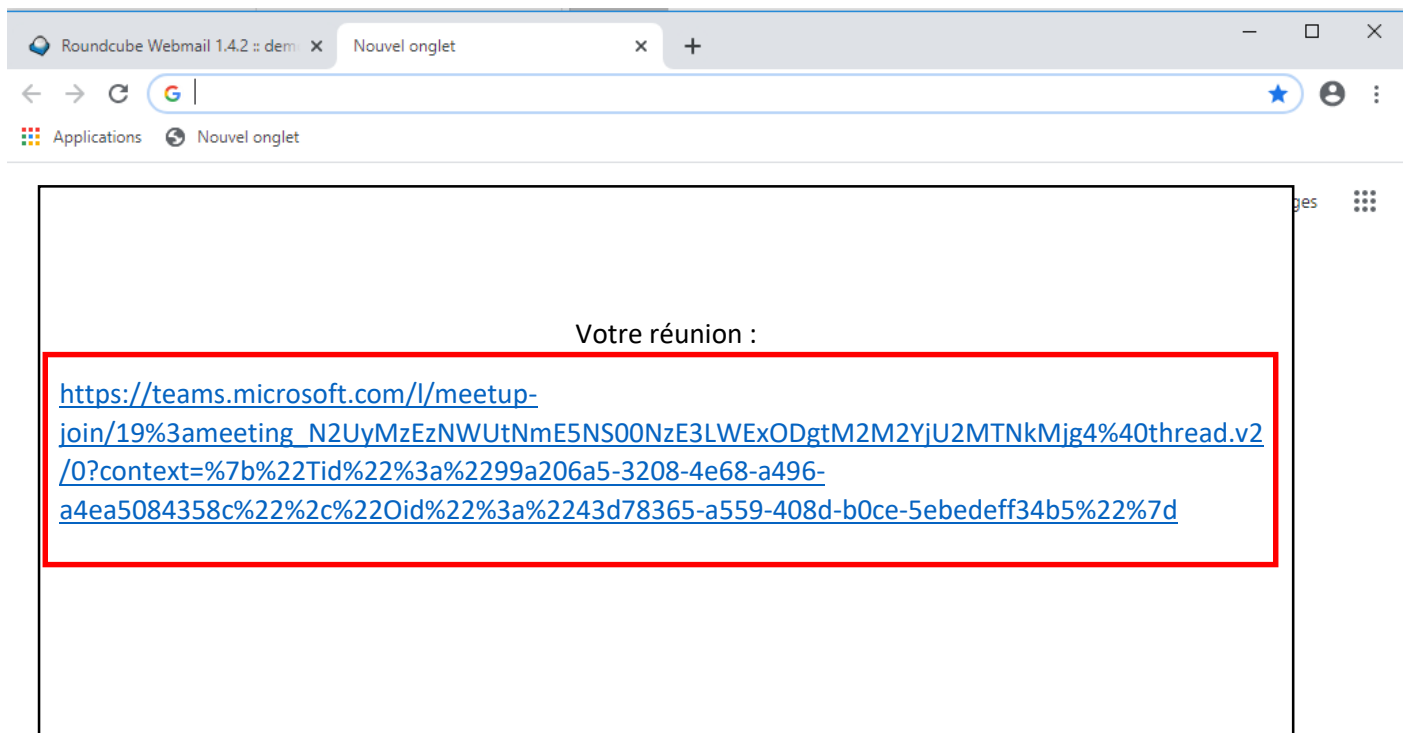 Roundcube Webmail 1.4.2 :: dem
Nouvel onglet
Applications
Nouvel onglet
ges
Votre réunion :
https://teams.microsoft.com/l/meetup-
join/19%3ameeting_N2UyMzEzNWUtNmE5NS00NzE3LWExODgtM2M2YjU2MTNkMjg4%40thread.v2
/0?context=%7b%22Tid%22%3a%2299a206a5-3208-4e68-a496-
a4ea5084358c%22%2c%22Oid%22%3a%2243d78365-a559-408d-b0ce-5ebedeff34b5%22%7d